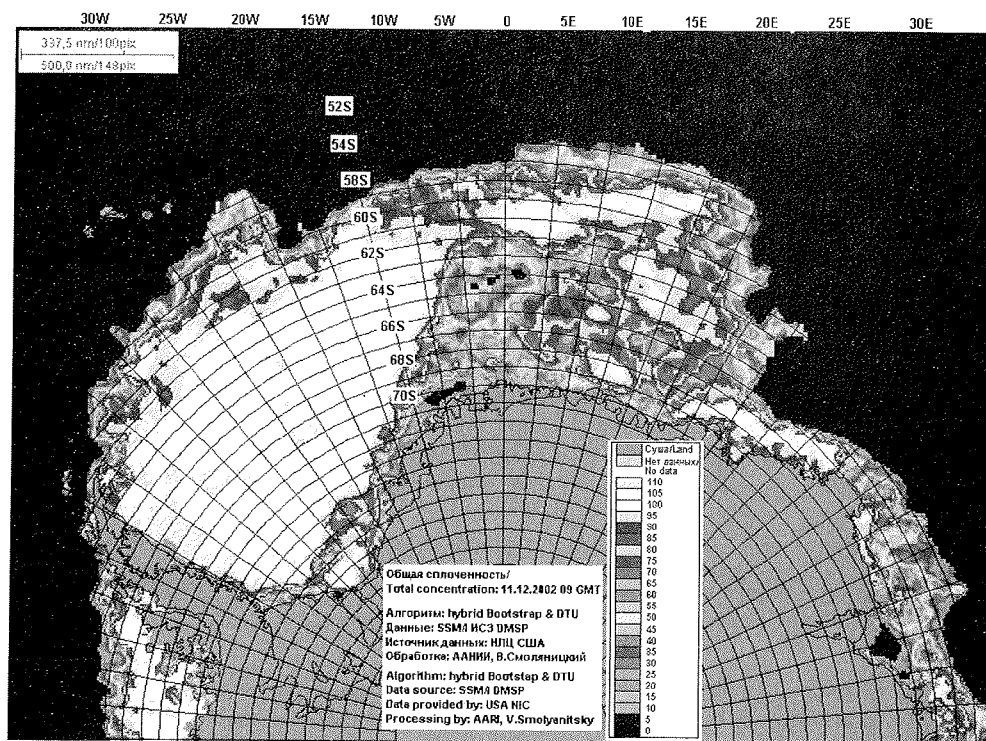 30W 25W 20W 15W 10W 5W 0 5E 10E 15E 20E 25E 30E
337,5 nm/100pix
500,0 nm/148pix
52S
54S
58S
60S
62S
64S
66S
68S
70S
Суша/Land
Нет данных/
No data
110
105
100
95
90
85
80
75
70
65
60
55
50
45
40
35
30
25
20
15
10
5
0
Общая сплоченность/
Total concentration: 11.12.2002 09 GMT
Алгоритм: hybrid Bootstrap & DTU
Данные: SSM/I ИСЗ DMSP
Источник данных: НЛЦ США
Обработка: ААНИИ, В.Смоляницкий
Algorithm: hybrid Bootstap & DTU
Data source: SSM/I DMSP
Data provided by: USA NIC
Processing by: AARI, V.Smolyanitsky